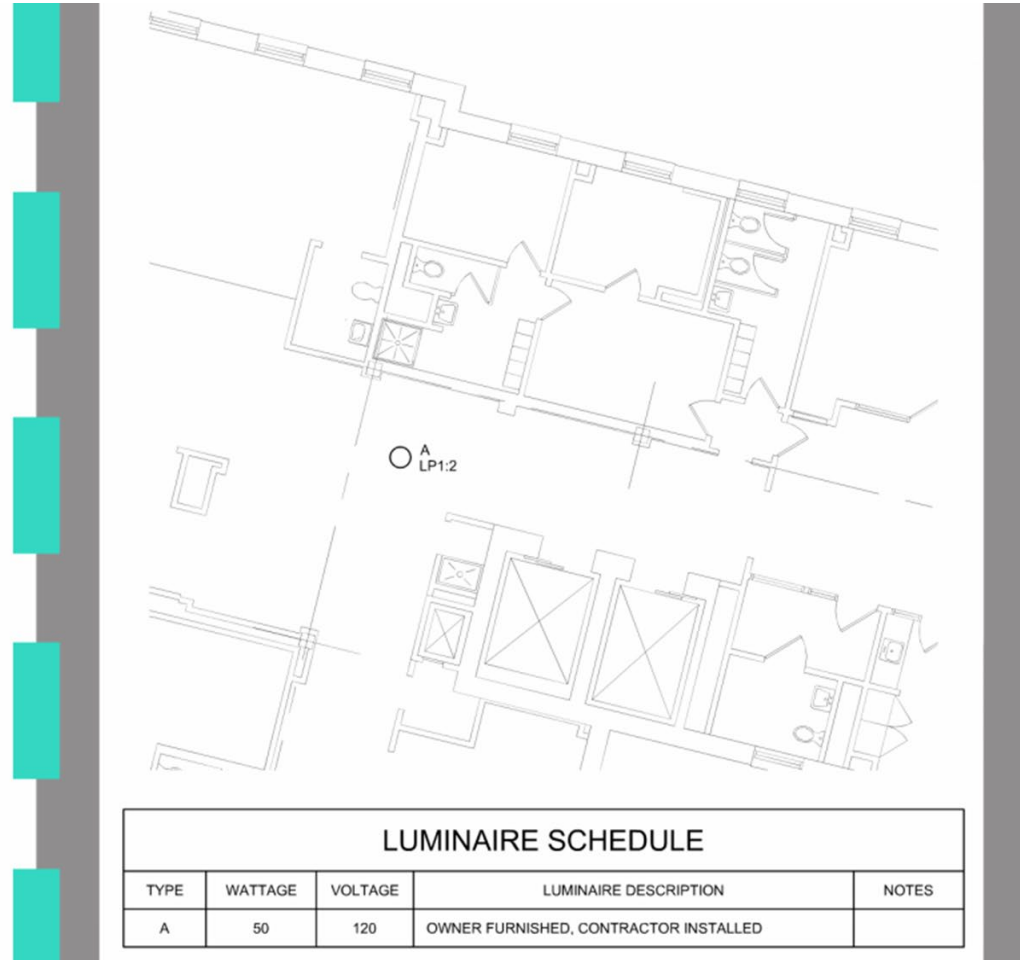 A
LP1:2
LUMINAIRE SCHEDULE
TYPE WATTAGE VOLTAGE LUMINAIRE DESCRIPTION NOTES
A 50 120 OWNER FURNISHED, CONTRACTOR INSTALLED